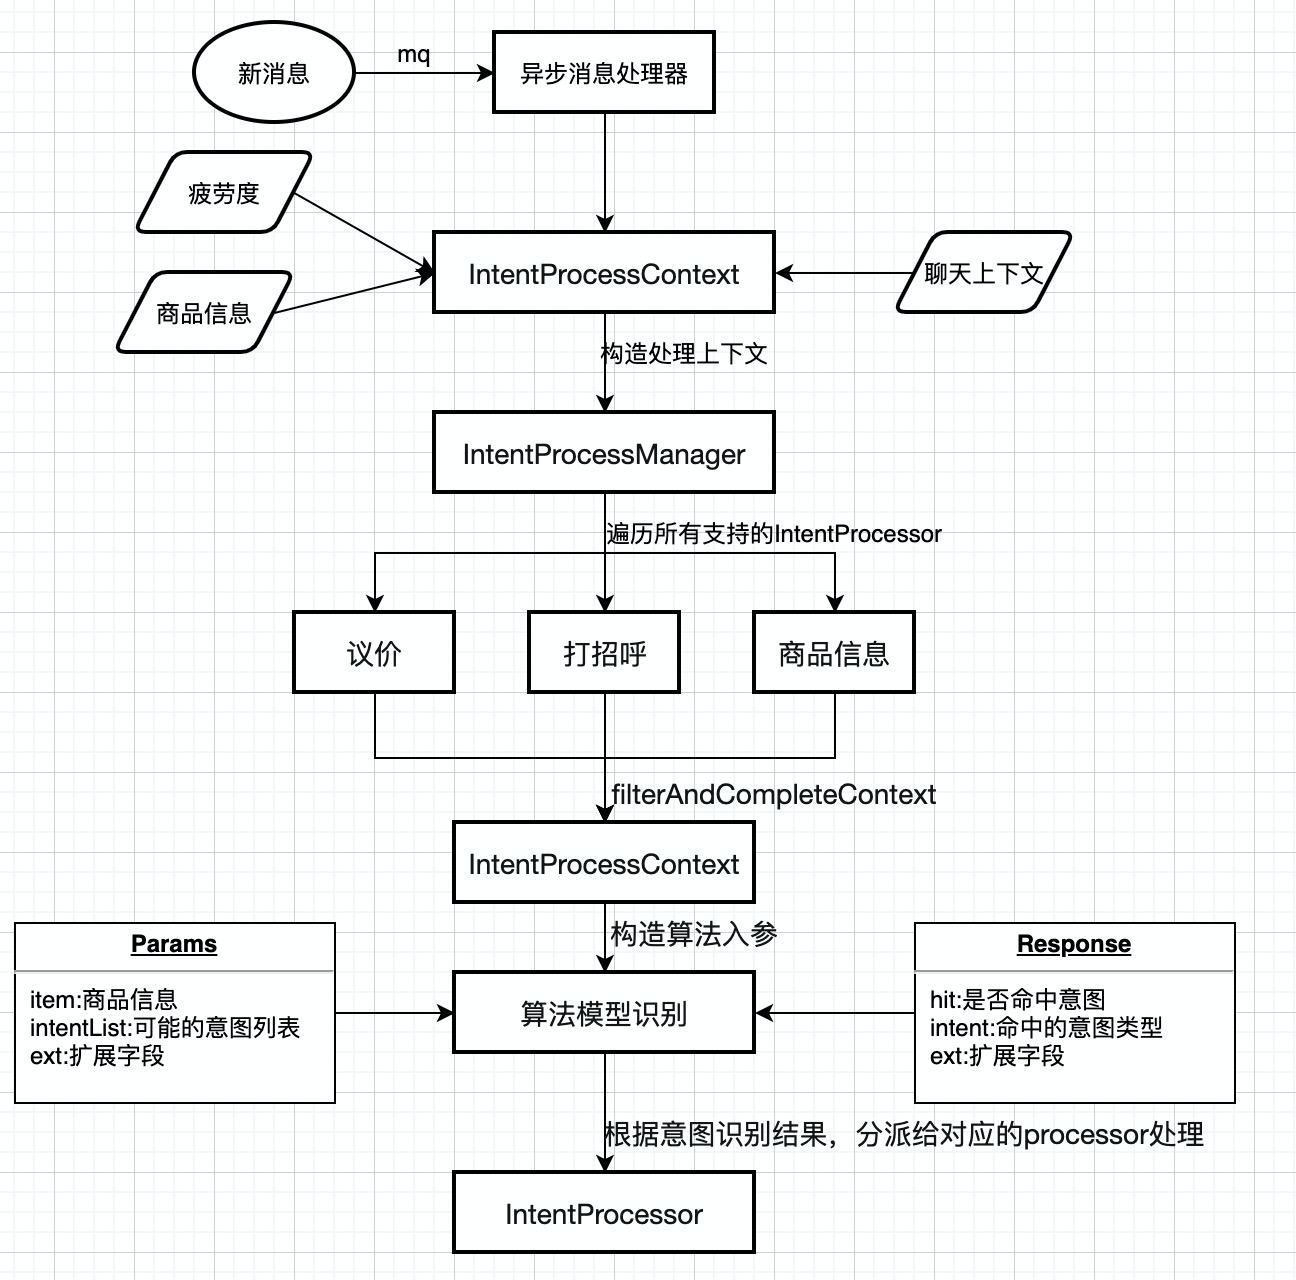 新消息
mq
异步消息处理器
疲劳度
商品信息
IntentProcessContext
聊天上下文
构造处理上下文
IntentProcessManager
遍历所有支持的IntentProcessor
议价
打招呼
商品信息
filterAndCompleteContext
IntentProcessContext
构造算法入参
Params
item:商品信息
intentList:可能的意图列表
ext:扩展字段
算法模型识别
Response
hit:是否命中意图
intent:命中的意图类型
ext:扩展字段
根据意图识别结果，分派给对应的processor处理
IntentProcessor